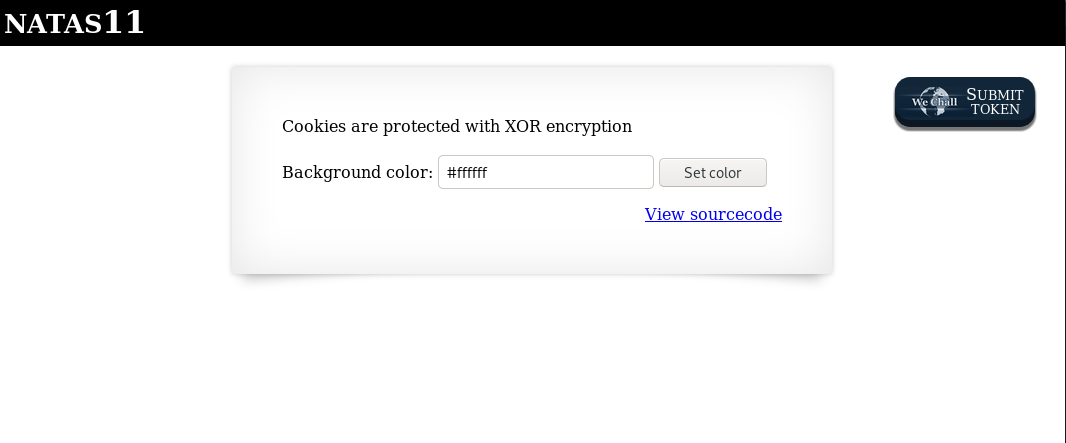 NATAS11
Cookies are protected with XOR encryption
We Chall
SUBMIT
TOKEN
Background color: #ffffff Set color
View sourcecode